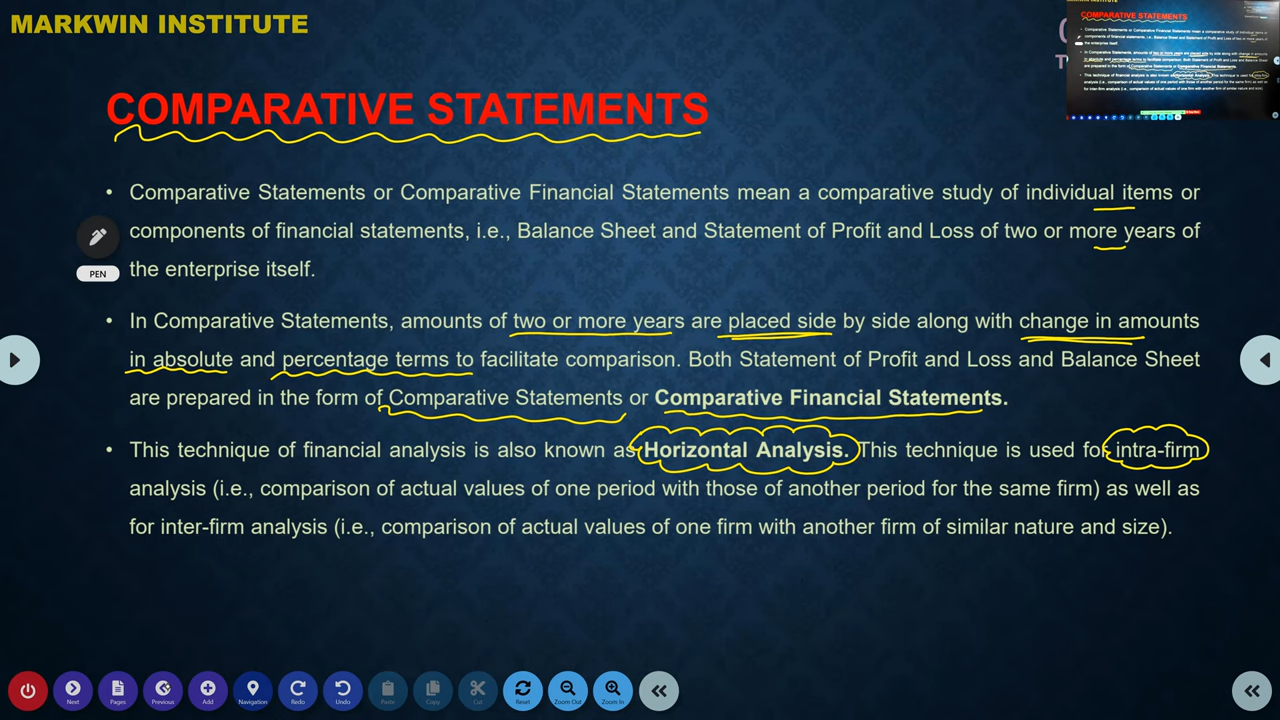 MARKWIN INSTITUTE
COMPARATIVE STATEMENTS
• Comparative Statements or Comparative Financial Statements mean a comparative study of individual items or
components of financial statements, i.e., Balance Sheet and Statement of Profit and Loss of two or more years of
the enterprise itself.
PEN
• In Comparative Statements, amounts of two or more years are placed side by side along with change in amounts
in absolute and percentage terms to facilitate comparison. Both Statement of Profit and Loss and Balance Sheet
are prepared in the form of Comparative Statements or Comparative Financial Statements.
• This technique of financial analysis is also known as Horizontal Analysis. This technique is used for intra-firm
analysis (i.e., comparison of actual values of one period with those of another period for the same firm) as well as
for inter-firm analysis (i.e., comparison of actual values of one firm with another firm of similar nature and size).
Next Pages Previous Add Navigation Redo Undo Paste Copy Cut Reset Zoom Out Zoom In
COMPARATIVE STATEMENTS